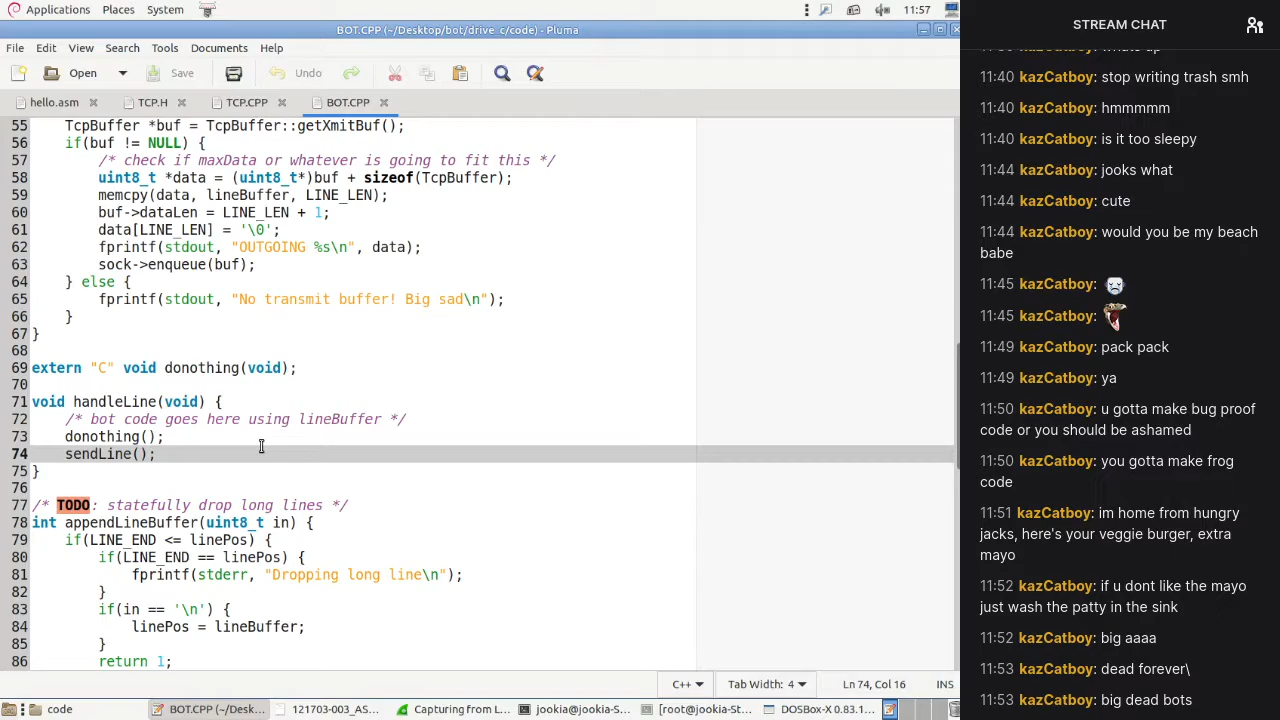 Applications Places System 11:57
BOT.CPP (~/Desktop/bot/drive_c/code) - Pluma
File Edit View Search Tools Documents Help
Open Save Undo
hello.asm TCP.H TCP.CPP BOT.CPP
55 TcpBuffer *buf = TcpBuffer::getXmitBuf();
56 if(buf != NULL) {
57 /* check if maxData or whatever is going to fit this */
58 uint8_t *data = (uint8_t*)buf + sizeof(TcpBuffer);
59 memcpy(data, lineBuffer, LINE_LEN);
60 buf->dataLen = LINE_LEN + 1;
61 data[LINE_LEN] = '\0';
62 fprintf(stdout, "OUTGOING %s\n", data);
63 sock->enqueue(buf);
64 } else {
65 fprintf(stdout, "No transmit buffer! Big sad\n");
66 }
67 }
68
69 extern "C" void donothing(void);
70
71 void handleLine(void) {
72 /* bot code goes here using lineBuffer */
73 donothing();
74 sendLine();
75 }
76
77 /* TODO: statefully drop long lines */
78 int appendLineBuffer(uint8_t in) {
79 if(LINE_END <= linePos) {
80 if(LINE_END == linePos) {
81 fprintf(stderr, "Dropping long line\n");
82 }
83 if(in == '\n') {
84 linePos = lineBuffer;
85 }
86 return 1;
C++ Tab Width: 4 Ln 74, Col 16 INS
code BOT.CPP (~/Desk... 121703-003_AS... Capturing from L... jookia@jookia-S... [root@Jookia-St... DOSBox-X 0.83.1...
STREAM CHAT
11:40 kazCatboy: stop writing trash smh
11:40 kazCatboy: hmmmmm
11:40 kazCatboy: is it too sleepy
11:44 kazCatboy: jooks what
11:44 kazCatboy: cute
11:44 kazCatboy: would you be my beach
babe
11:45 kazCatboy:
11:45 kazCatboy:
11:49 kazCatboy: pack pack
11:49 kazCatboy: ya
11:50 kazCatboy: u gotta make bug proof
code or you should be ashamed
11:50 kazCatboy: you gotta make frog
code
11:51 kazCatboy: im home from hungry
jacks, here's your veggie burger, extra
mayo
11:52 kazCatboy: if u dont like the mayo
just wash the patty in the sink
11:52 kazCatboy: big aaaa
11:53 kazCatboy: dead forever\
11:53 kazCatboy: big dead bots